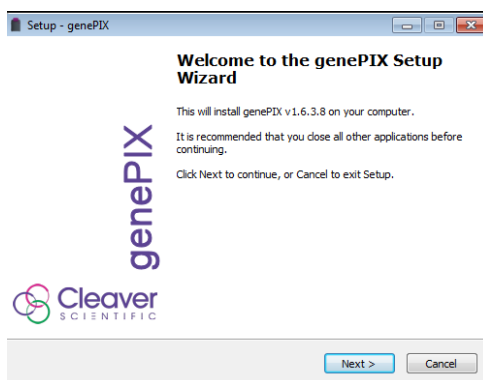 Setup - genePIX
Welcome to the genePIX Setup
Wizard
This will install genePIX v1.6.3.8 on your computer.
It is recommended that you close all other applications before
continuing.
Click Next to continue, or Cancel to exit Setup.
genePIX
Cleaver
SCIENTIFIC
Next >
Cancel